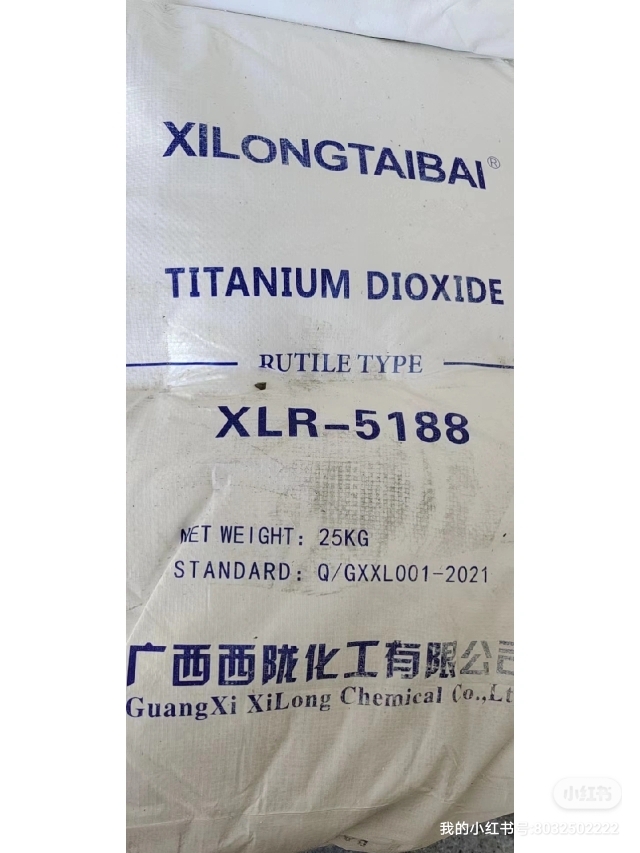 XILONGTAIBAI®
TITANIUM DIOXIDE
RUTILE TYPE
XLR-5188
NET WEIGHT: 25KG
STANDARD: Q/GXXL001-2021
广西西陇化工有限公司
GuangXi XiLong Chemical Co.,Lt
小红书
我的小红书号:8032502222